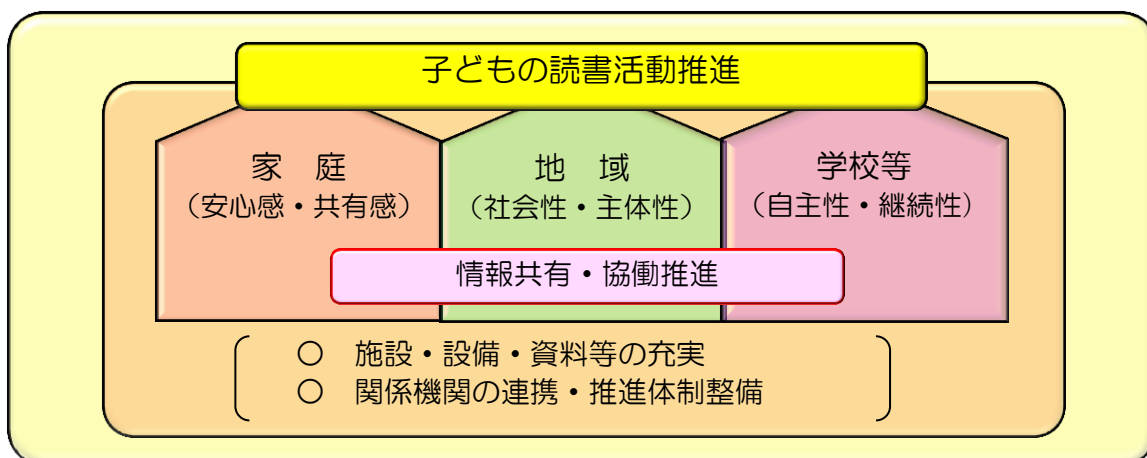 子どもの読書活動推進
家　庭
（安心感・共有感）
地　域
（社会性・主体性）
学校等
（自主性・継続性）
情報共有・協働推進
○　施設・設備・資料等の充実
○　関係機関の連携・推進体制整備